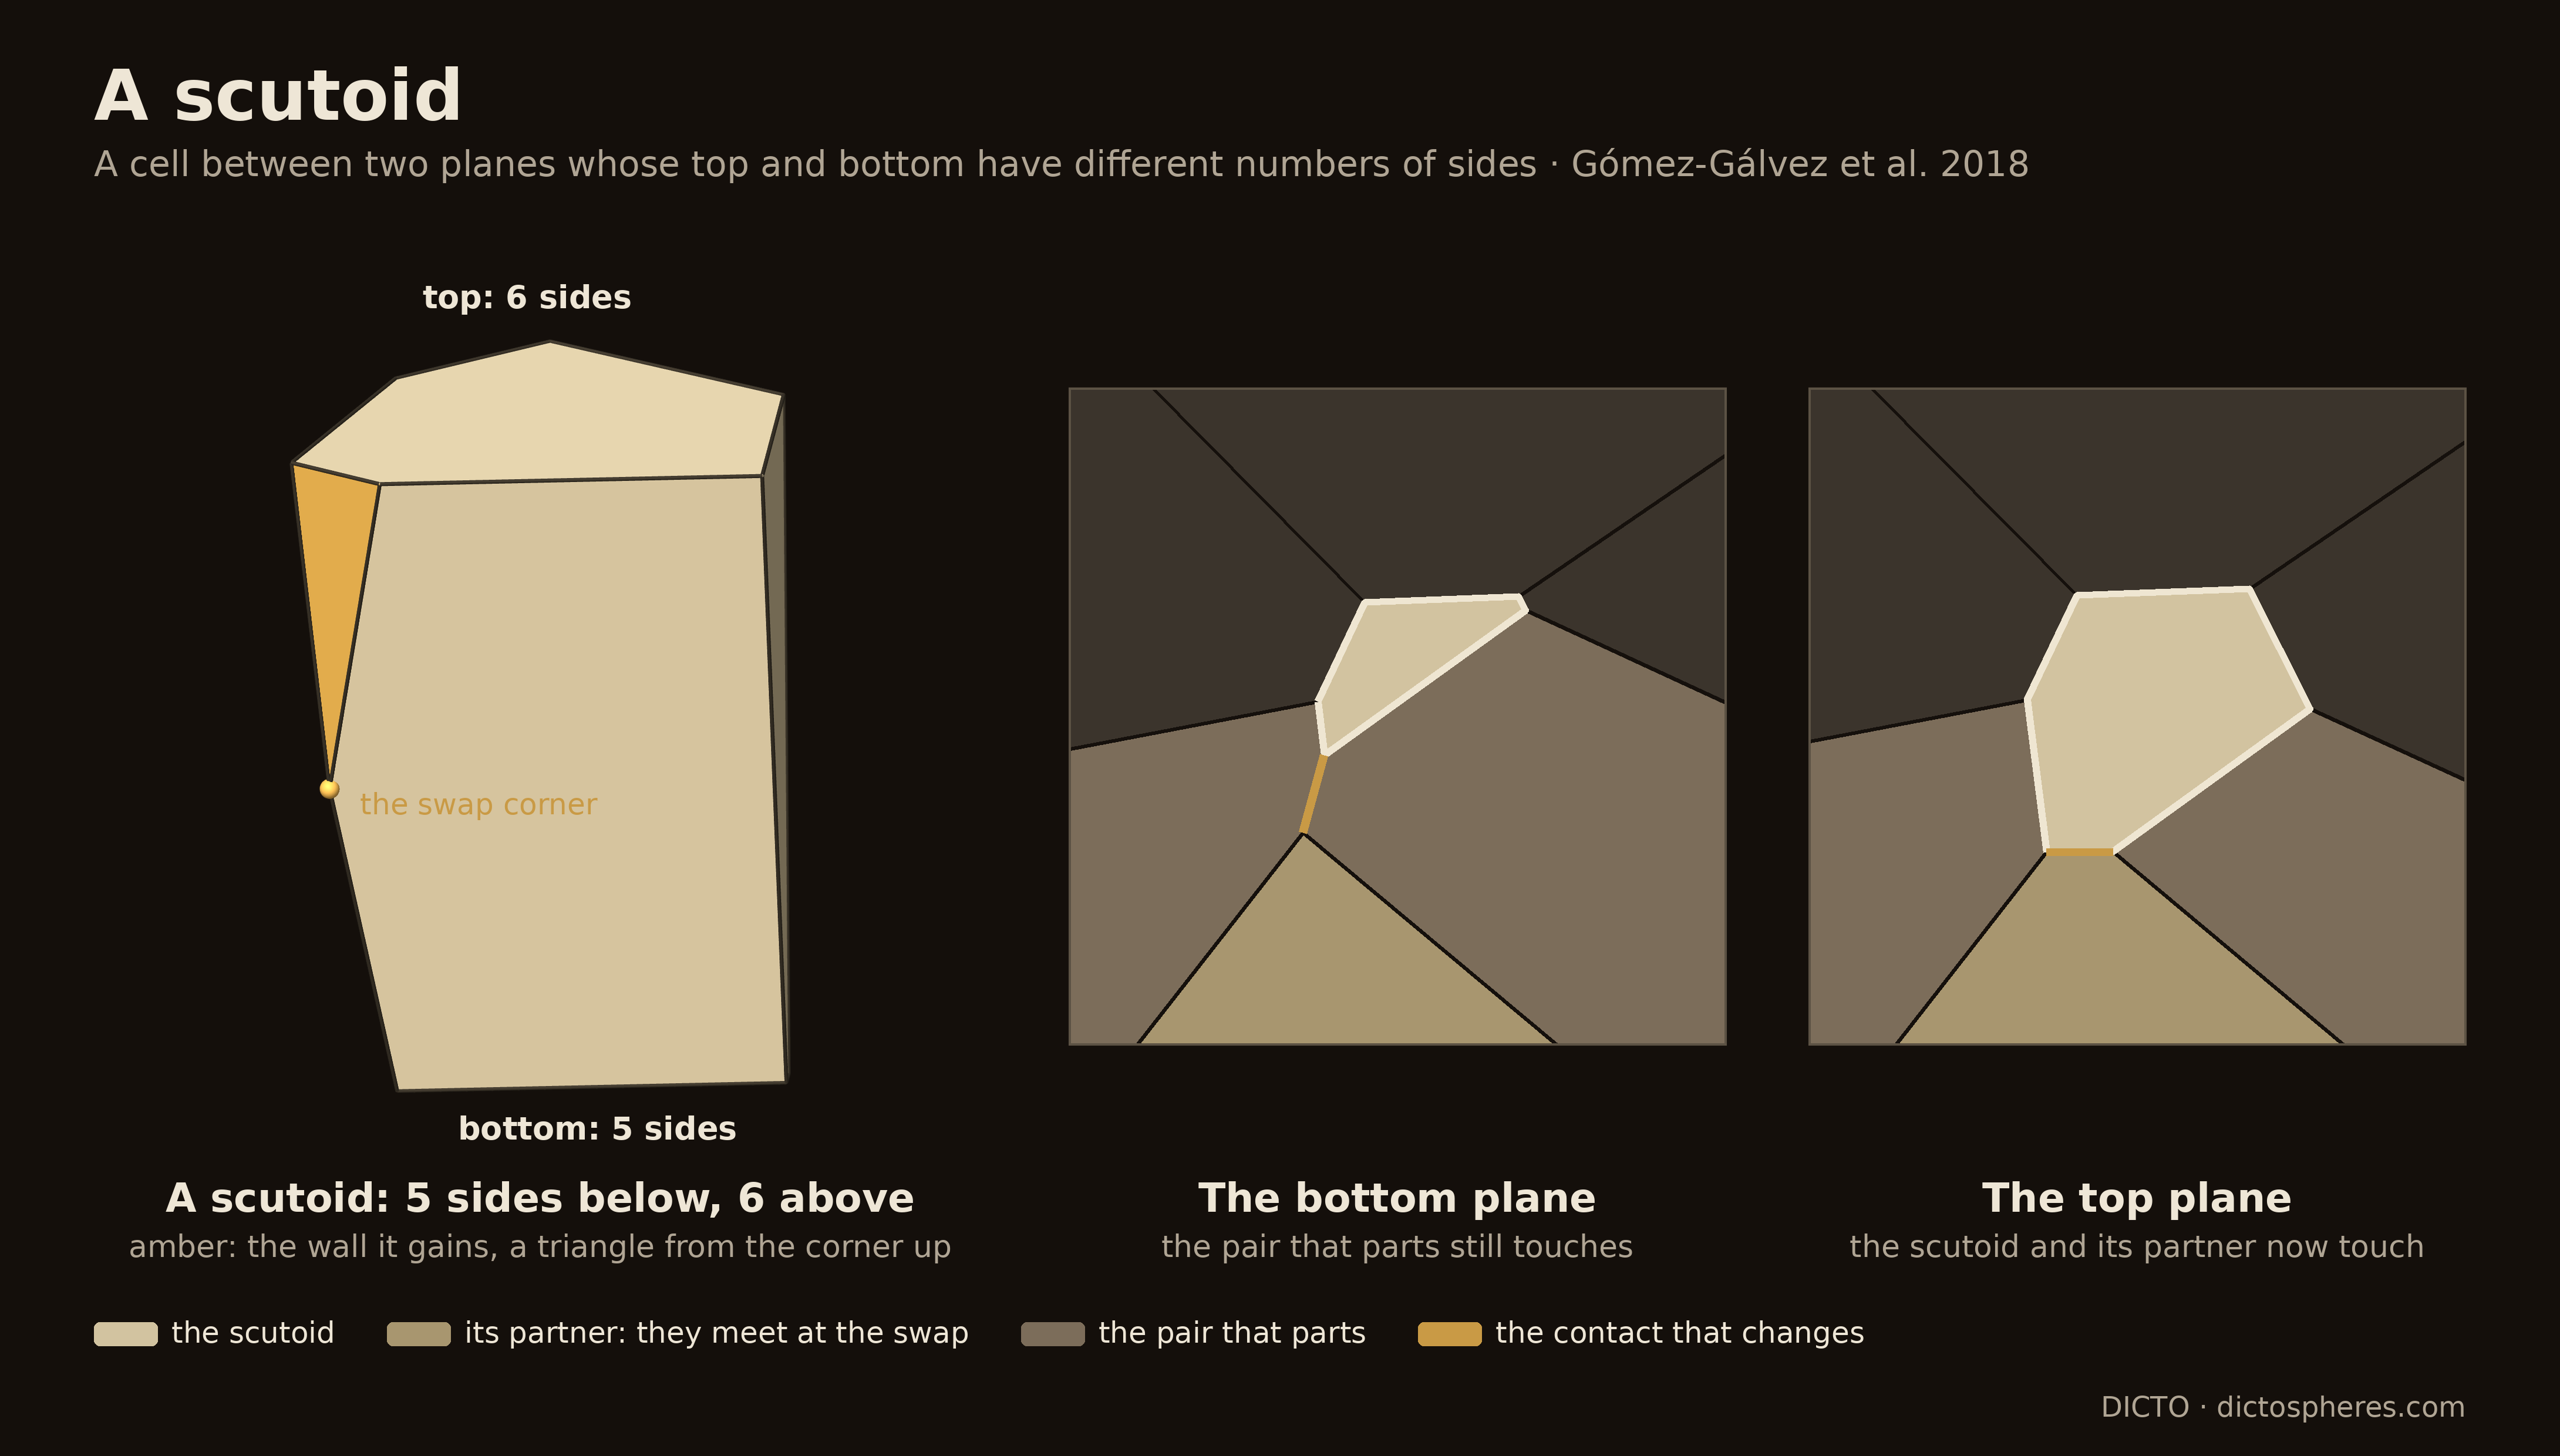 A scutoid
A cell between two planes whose top and bottom have different numbers of sides · Gómez-Gálvez et al. 2018
top: 6 sides
the swap corner
bottom: 5 sides
A scutoid: 5 sides below, 6 above
amber: the wall it gains, a triangle from the corner up
The bottom plane
the pair that parts still touches
The top plane
the scutoid and its partner now touch
the scutoid
its partner: they meet at the swap
the pair that parts
the contact that changes
DICTO · dictospheres.com